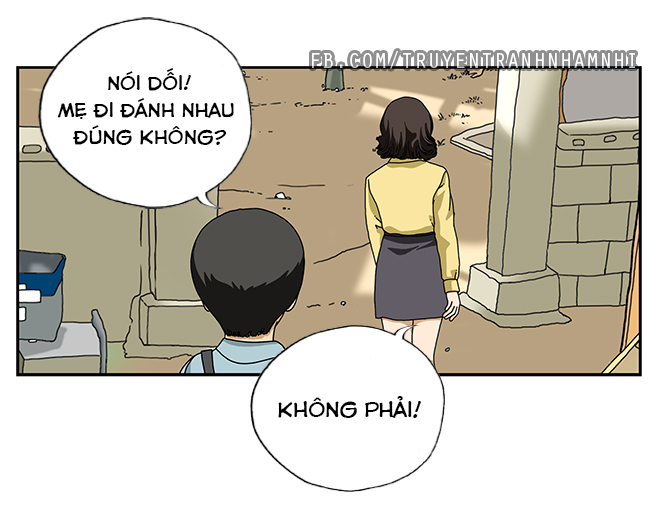 FB.COM/TRUYENTRANHNHAMNHI
NÓI DỐI!
MẸ ĐI ĐÁNH NHAU
ĐÚNG KHÔNG?
KHÔNG PHẢI!